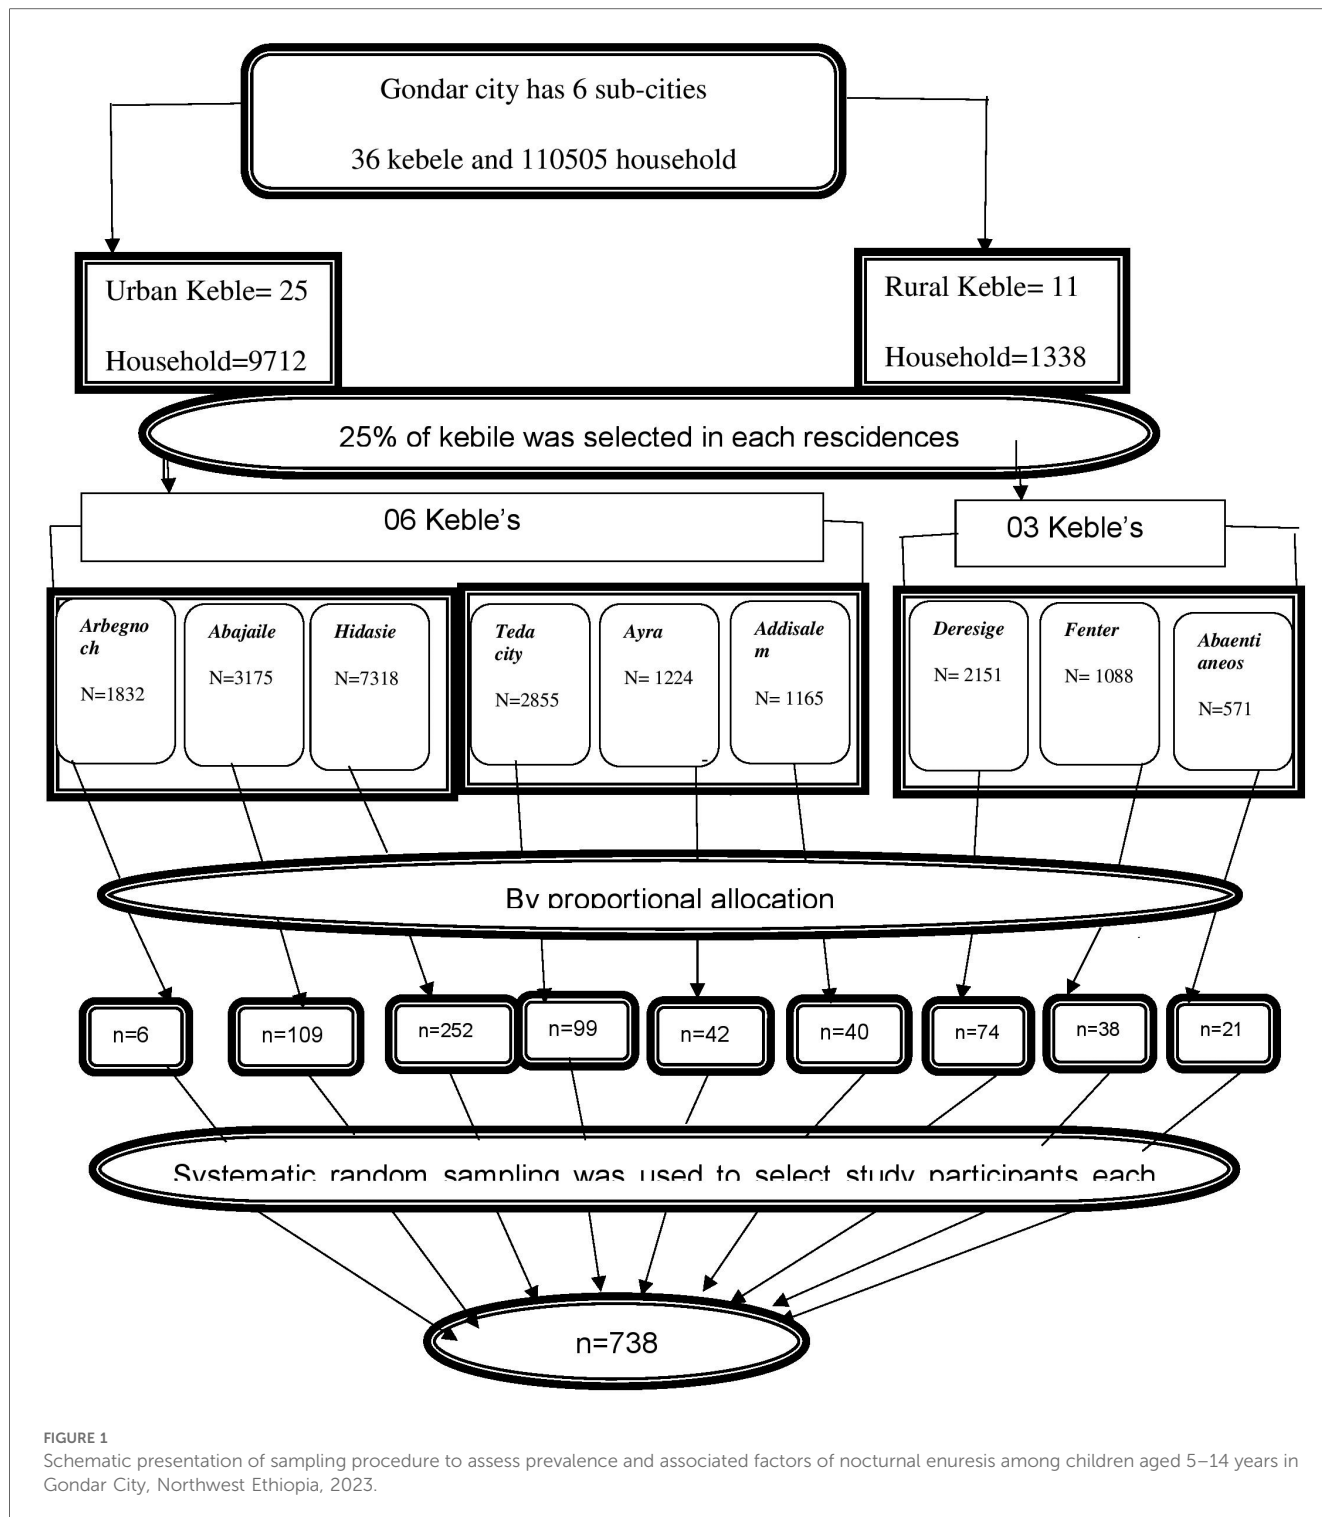 Gondar city has 6 sub-cities
36 kebele and 110505 household
Urban Keble= 25
Household=9712
Rural Keble= 11
Household=1338
25% of kebile was selected in each rescidences
06 Keble's
03 Keble's
Arbegno
ch
N=1832
Abajaile
N=3175
Hidasie
N=7318
Teda
city
N=2855
Ayra
N= 1224
Addisale
m
N= 1165
Deresige
N= 2151
Fenter
N= 1088
Abaenti
aneos
N=571
By proportional allocation
n=6
n=109
n=252
n=99
n=42
n=40
n=74
n=38
n=21
Systematic random sampling was used to select study participants each
n=738
FIGURE 1
Schematic presentation of sampling procedure to assess prevalence and associated factors of nocturnal enuresis among children aged 5–14 years in
Gondar City, Northwest Ethiopia, 2023.